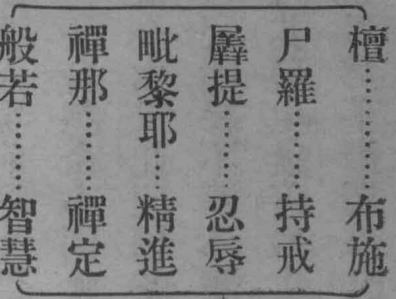 檀………布施
尸羅………持戒
羼提………忍辱
毗黎耶…精進
禪那………禪定
般若………智慧